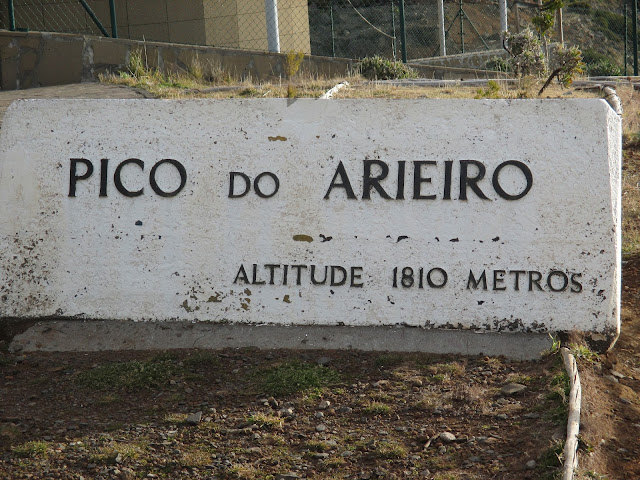 PICO DO ARIEIRO
ALTITUDE 1810 METROS